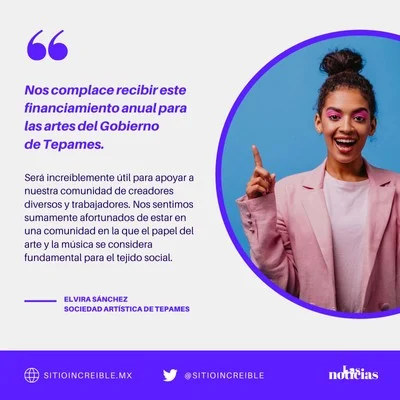 Nos complace recibir este
financiamiento anual para
las artes del Gobierno
de Tepames.
Será increíblemente útil para apoyar a
nuestra comunidad de creadores
diversos y trabajadores. Nos sentimos
sumamente afortunados de estar en
una comunidad en la que el papel del
arte y la música se considera
fundamental para el tejido social.
ELVIRA SÁNCHEZ
SOCIEDAD ARTÍSTICA DE TEPAMES
SITIOINCREIBLE.MX
@SITIOINCREIBLE
las
noticias